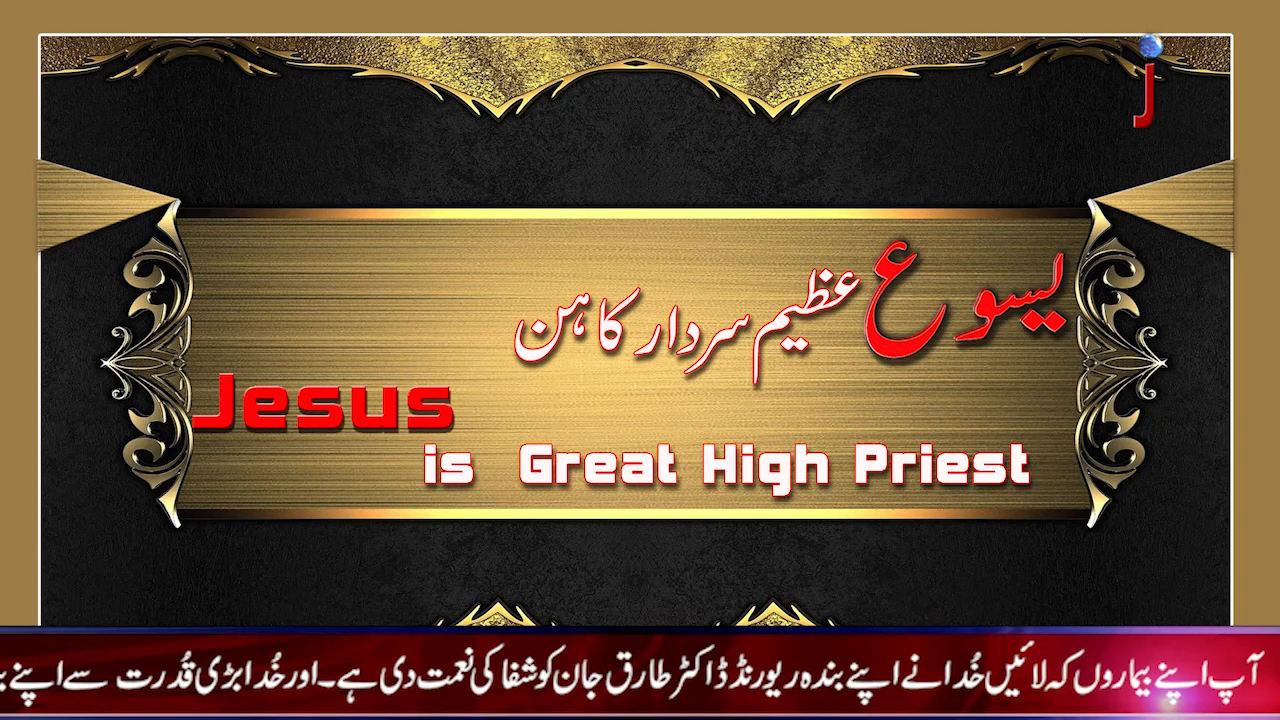 یسوع عظیم سردار کاہن
Jesus
is Great High Priest
آپ اپنے بیماروں کہ لائیں خُدا نے اپنے بندہ ریورنڈ ڈاکٹر طارق جان کو شفا کی نعمت دی ہے۔ اور خُدا بڑی قُدرت سے اپنے
J